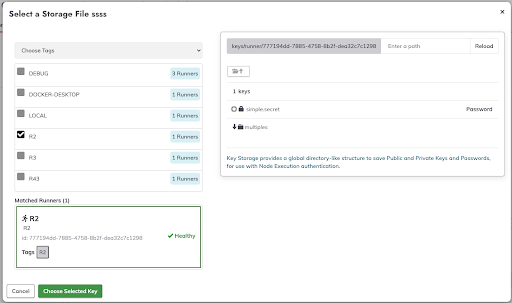 Select a Storage File ssss
×
Choose Tags
DEBUG 3 Runners
DOCKER-DESKTOP 1 Runners
LOCAL 1 Runners
R2 1 Runners
R3 1 Runners
R43 1 Runners
Matched Runners (1)
R2
R2
id: 777194dd-7885-4758-8b2f-dea32c7c1298
Healthy
Tags R2
keys/runner/777194dd-7885-4758-8b2f-dea32c7c1298 Enter a path Reload
1 keys
simple.secret Password
multiples
Key Storage provides a global directory-like structure to save Public and Private Keys and Passwords,
for use with Node Execution authentication.
Cancel Choose Selected Key